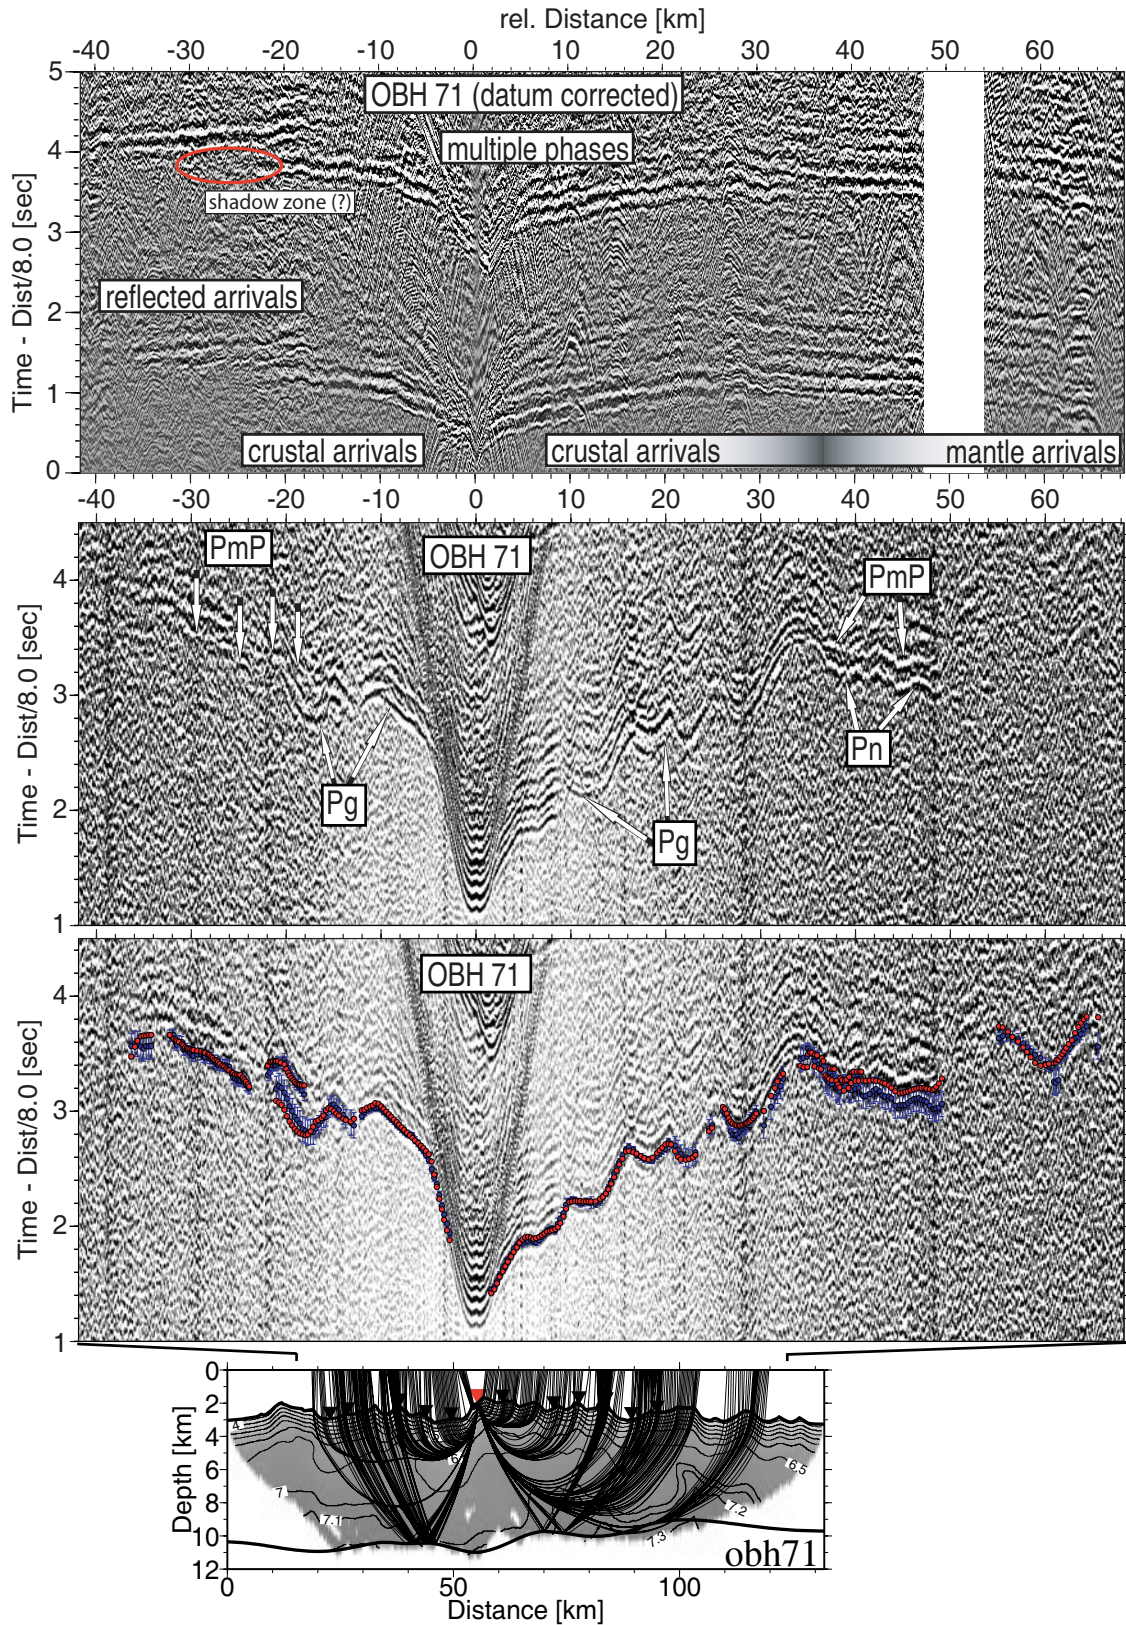 rel. Distance [km]
-40 -30 -20 -10 0 10 20 30 40 50 60
5
OBH 71 (datum corrected)
4
multiple phases
shadow zone (?)
3
Time - Dist/8.0 [sec]
reflected arrivals
2
1
crustal arrivals
crustal arrivals
mantle arrivals
0
-40 -30 -20 -10 0 10 20 30 40 50 60
PmP
OBH 71
PmP
4
Time - Dist/8.0 [sec]
3
Pn
Pg
2
Pg
1
OBH 71
4
Time - Dist/8.0 [sec]
3
2
1
0
2
4
6
8
10
12
Depth [km]
4
6.5
7
7.1
7.2
7.3
obh71
0 50 100
Distance [km]